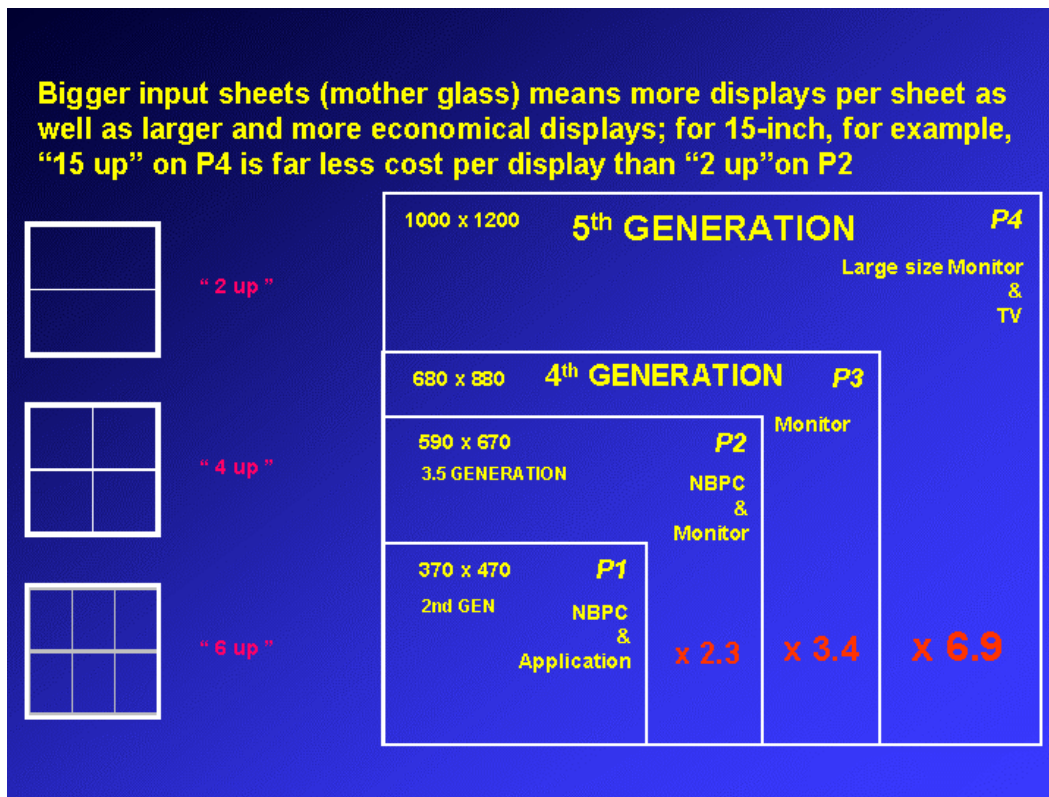 Bigger input sheets (mother glass) means more displays per sheet as
well as larger and more economical displays; for 15-inch, for example,
“15 up” on P4 is far less cost per display than “2 up”on P2
“ 2 up ”
“ 4 up ”
“ 6 up ”
1000 x 1200
5th GENERATION
P4
Large size Monitor
&
TV
680 x 880
4th GENERATION
P3
Monitor
590 x 670
3.5 GENERATION
P2
NBPC
&
Monitor
370 x 470
2nd GEN
P1
NBPC
&
Application
x 2.3
x 3.4
x 6.9